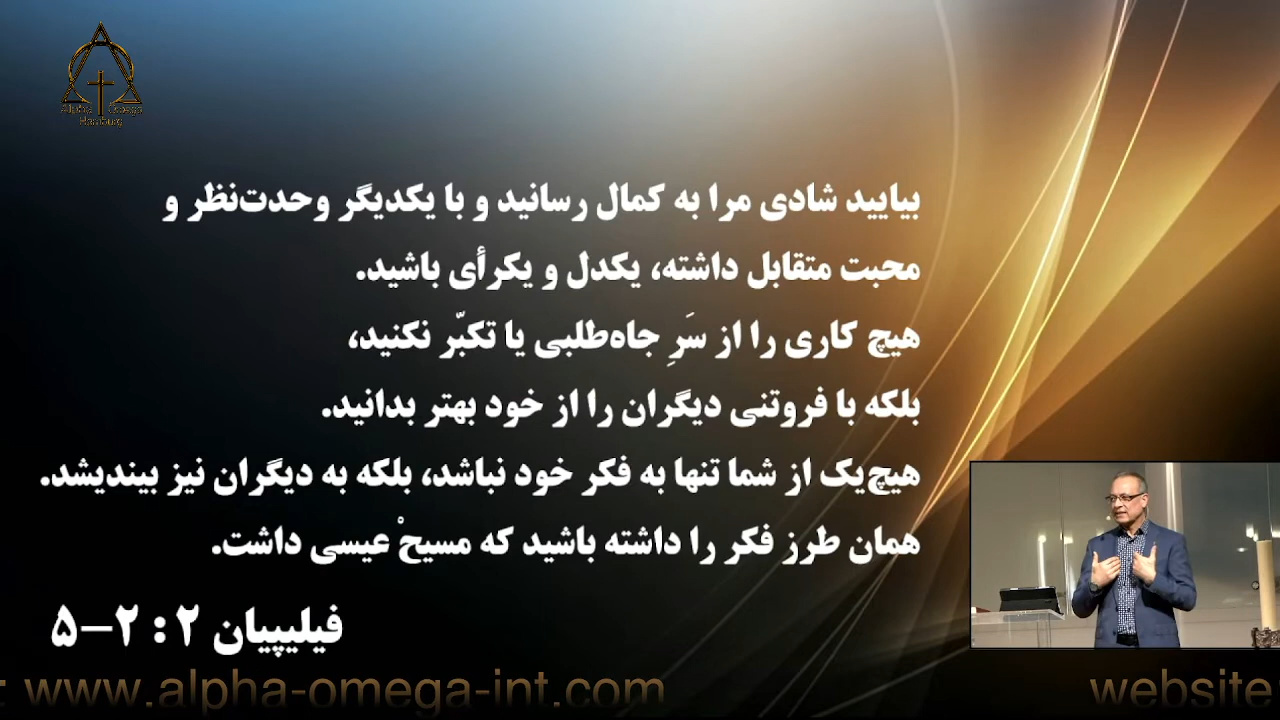 Alpha Omega
Hamburg
بیایید شادی مرا به کمال رسانید و با یکدیگر وحدت‌نظر و
محبت متقابل داشته، یکدل و یکرأی باشید.
هیچ کاری را از سَرِ جاه‌طلبی یا تکبّر نکنید،
بلکه با فروتنی دیگران را از خود بهتر بدانید.
هیچ‌یک از شما تنها به فکر خود نباشد، بلکه به دیگران نیز بیندیشد.
همان طرز فکر را داشته باشید که مسیحْ عیسی داشت.
فیلیپیان ۲ : ۲–۵
: www.alpha-omega-int.com website: